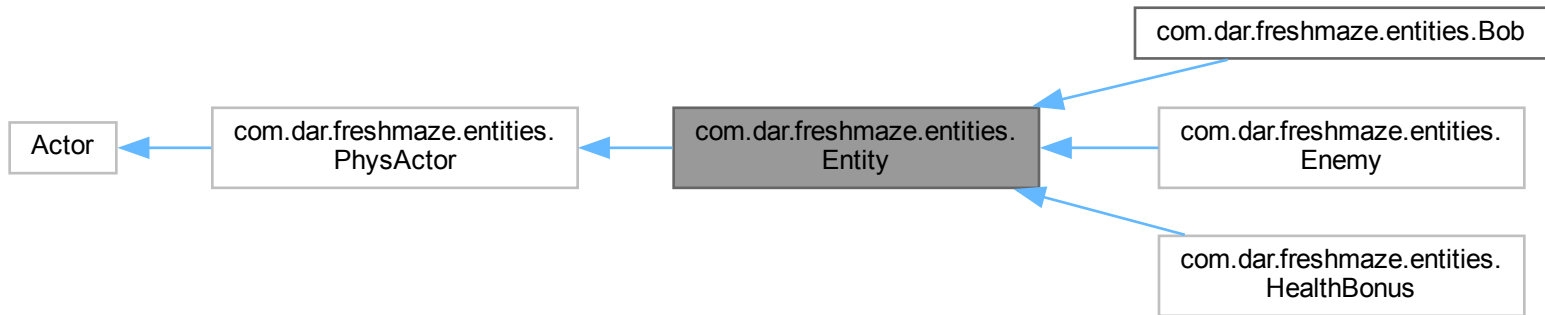 Actor
com.dar.freshmaze.entities.
PhysActor
com.dar.freshmaze.entities.
Entity
com.dar.freshmaze.entities.Bob
com.dar.freshmaze.entities.
Enemy
com.dar.freshmaze.entities.
HealthBonus